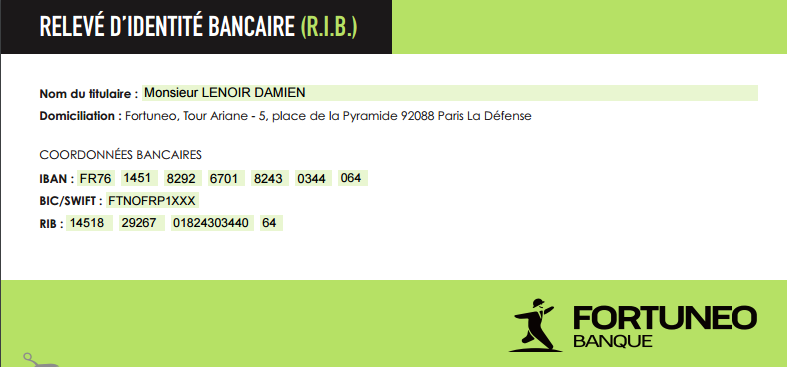 RELEVÉ D'IDENTITÉ BANCAIRE (R.I.B.)
Nom du titulaire : Monsieur LENOIR DAMIEN
Domiciliation : Fortuneo, Tour Ariane - 5, place de la Pyramide 92088 Paris La Défense
COORDONNÉES BANCAIRES
IBAN : FR76 1451 8292 6701 8243 0344 064
BIC/SWIFT : FTNOFRP1XXX
RIB : 14518 29267 01824303440 64
FORTUNEO
BANQUE